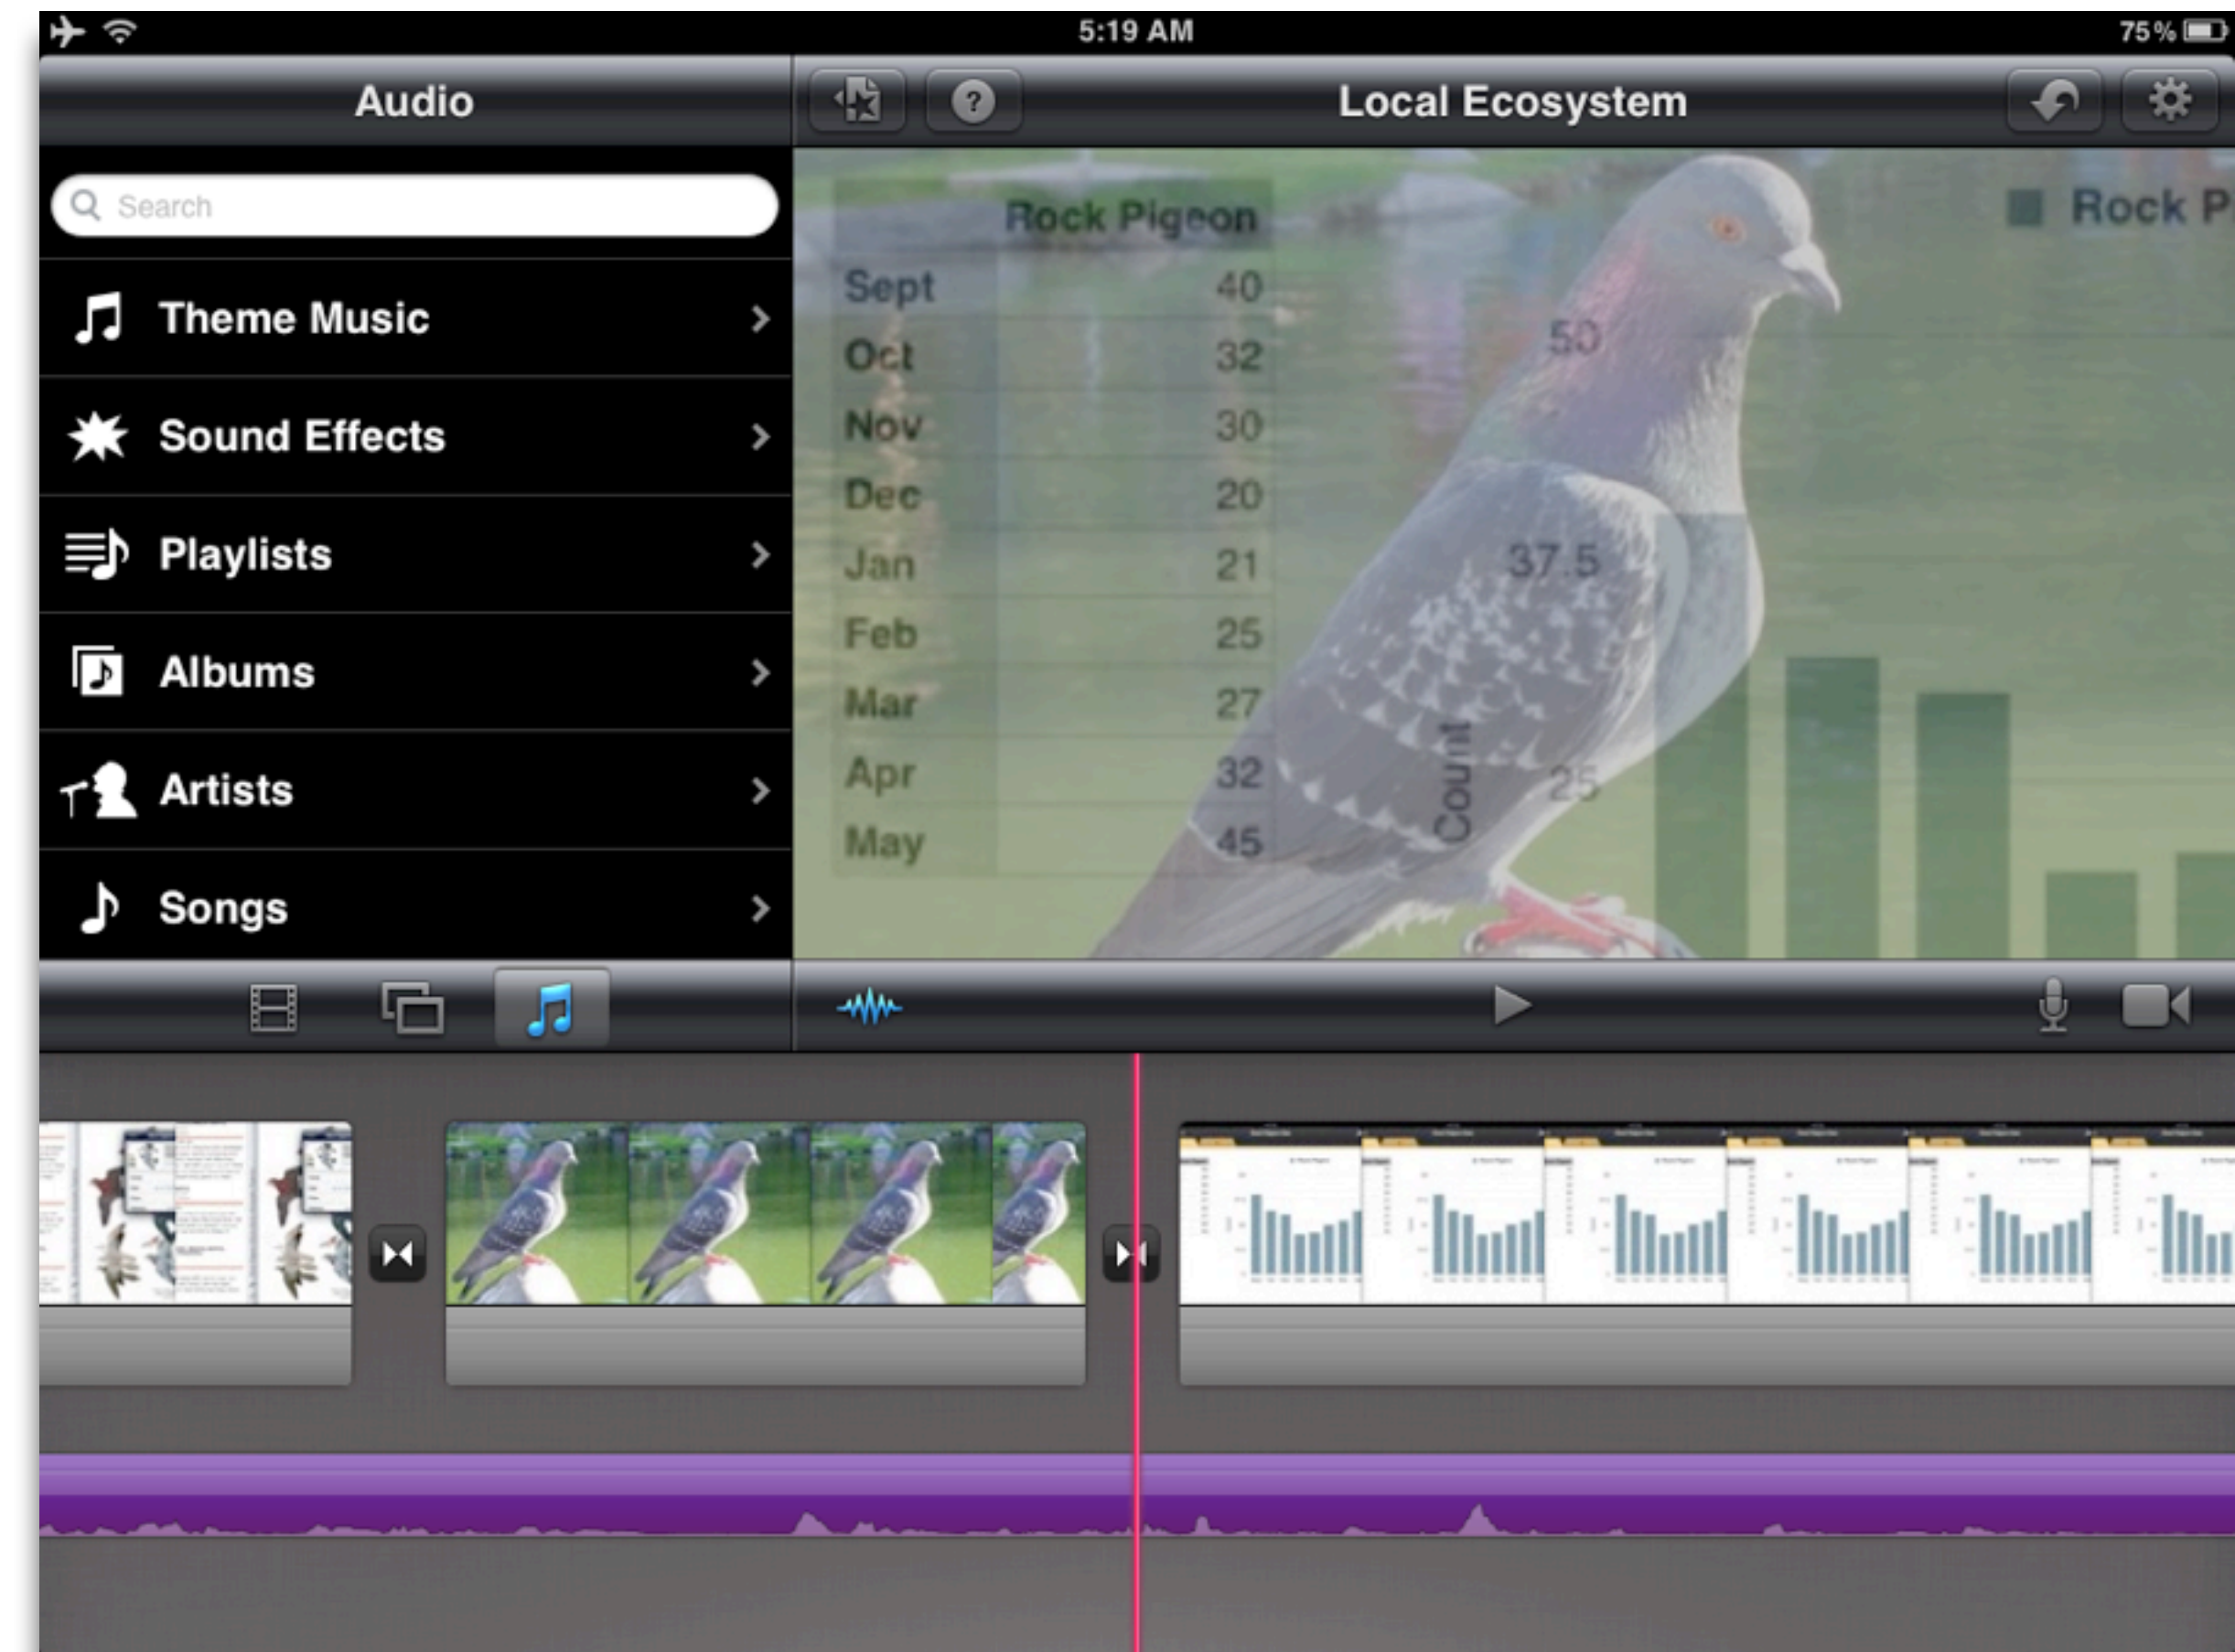 5:19 AM
75%
Audio
?
Local Ecosystem
Search
Theme Music
Sound Effects
Playlists
Albums
Artists
Songs
Rock Pigeon
Sept 40
Oct 32
Nov 30
Dec 20
Jan 21
Feb 25
Mar 27
Apr 32
May 45
Rock P
50
37.5
25
Count